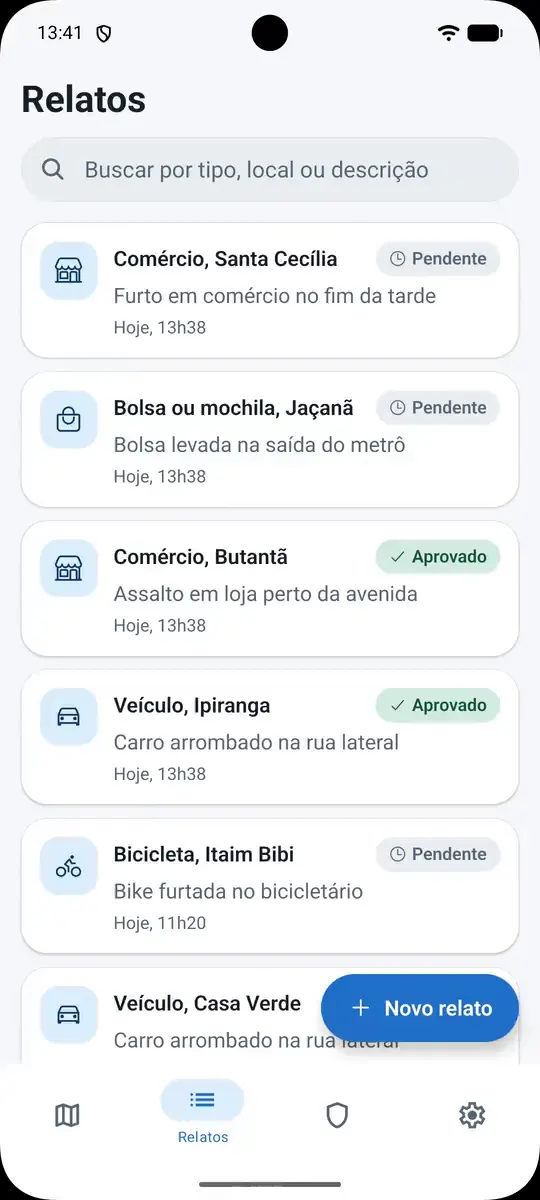 13:41
Relatos
Buscar por tipo, local ou descrição
Comércio, Santa Cecília
Pendente
Furto em comércio no fim da tarde
Hoje, 13h38
Bolsa ou mochila, Jaçanã
Pendente
Bolsa levada na saída do metrô
Hoje, 13h38
Comércio, Butantã
Aprovado
Assalto em loja perto da avenida
Hoje, 13h38
Veículo, Ipiranga
Aprovado
Carro arrombado na rua lateral
Hoje, 13h38
Bicicleta, Itaim Bibi
Pendente
Bike furtada no bicicletário
Hoje, 11h20
Veículo, Casa Verde
Novo relato
Carro arrombado na rua lateral
Relatos